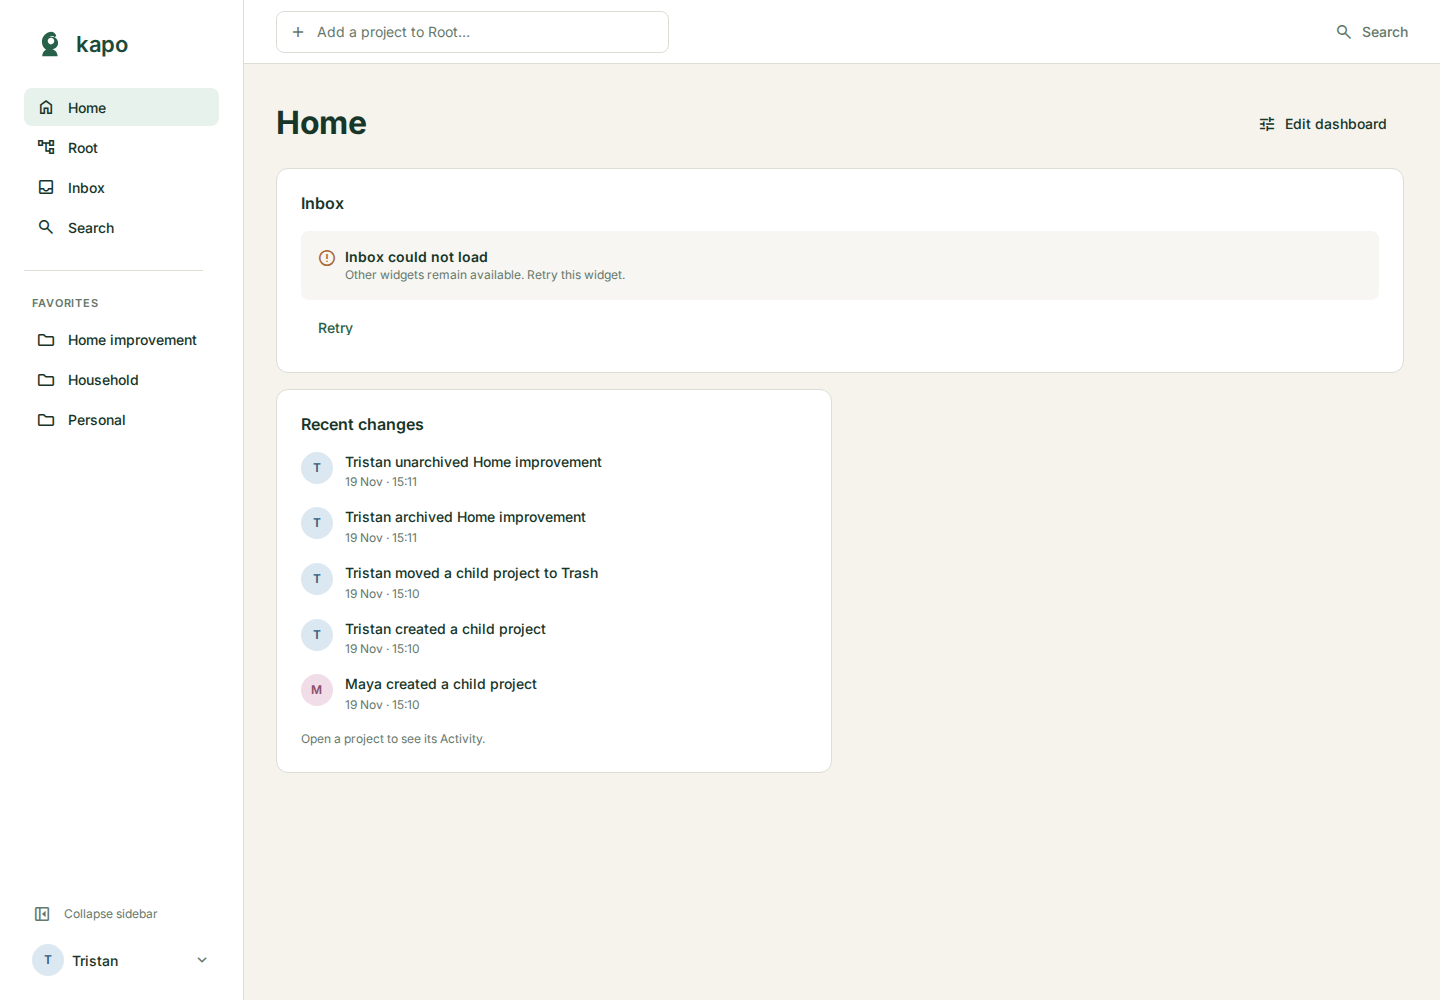 kapo
Home
Root
Inbox
Search
FAVORITES
Home improvement
Household
Personal
Collapse sidebar
T
Tristan
Add a project to Root...
Search
Home
Edit dashboard
Inbox
Inbox could not load
Other widgets remain available. Retry this widget.
Retry
Recent changes
T
Tristan unarchived Home improvement
19 Nov · 15:11
T
Tristan archived Home improvement
19 Nov · 15:11
T
Tristan moved a child project to Trash
19 Nov · 15:10
T
Tristan created a child project
19 Nov · 15:10
M
Maya created a child project
19 Nov · 15:10
Open a project to see its Activity.